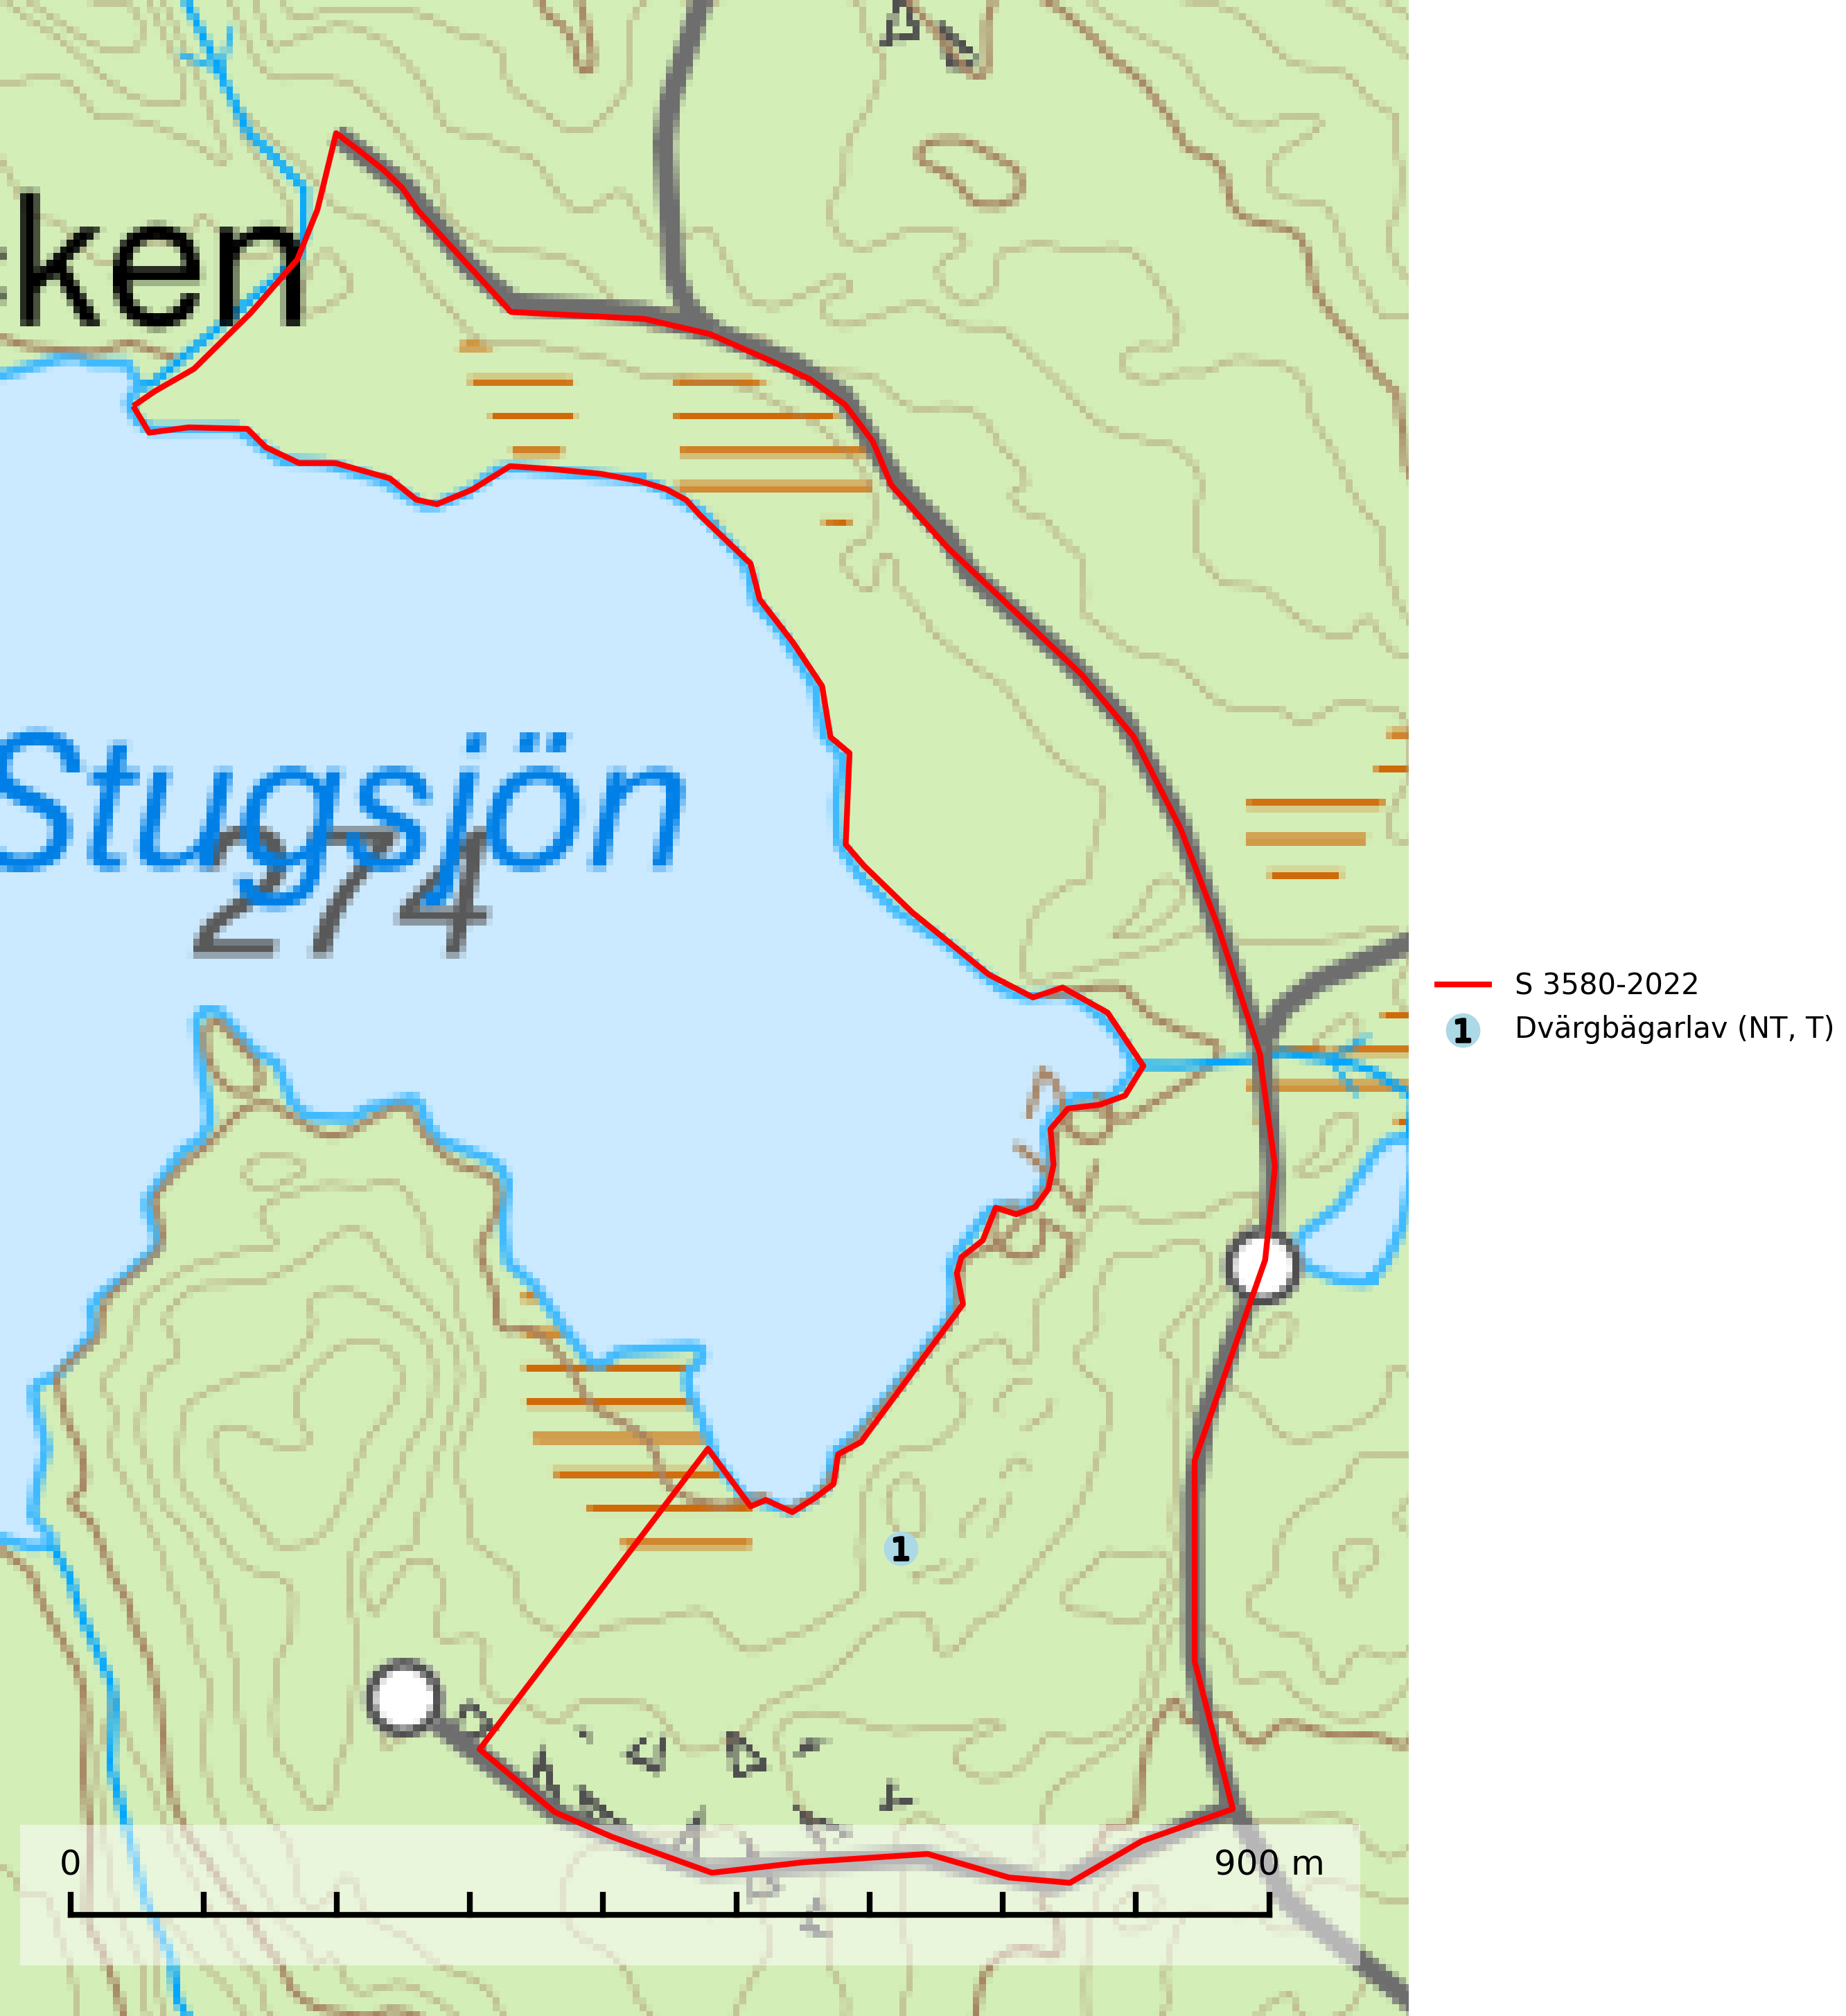 ken
Stugsjön
274
S 3580-2022
1 Dvärgbägarlav (NT, T)
1
0 900 m